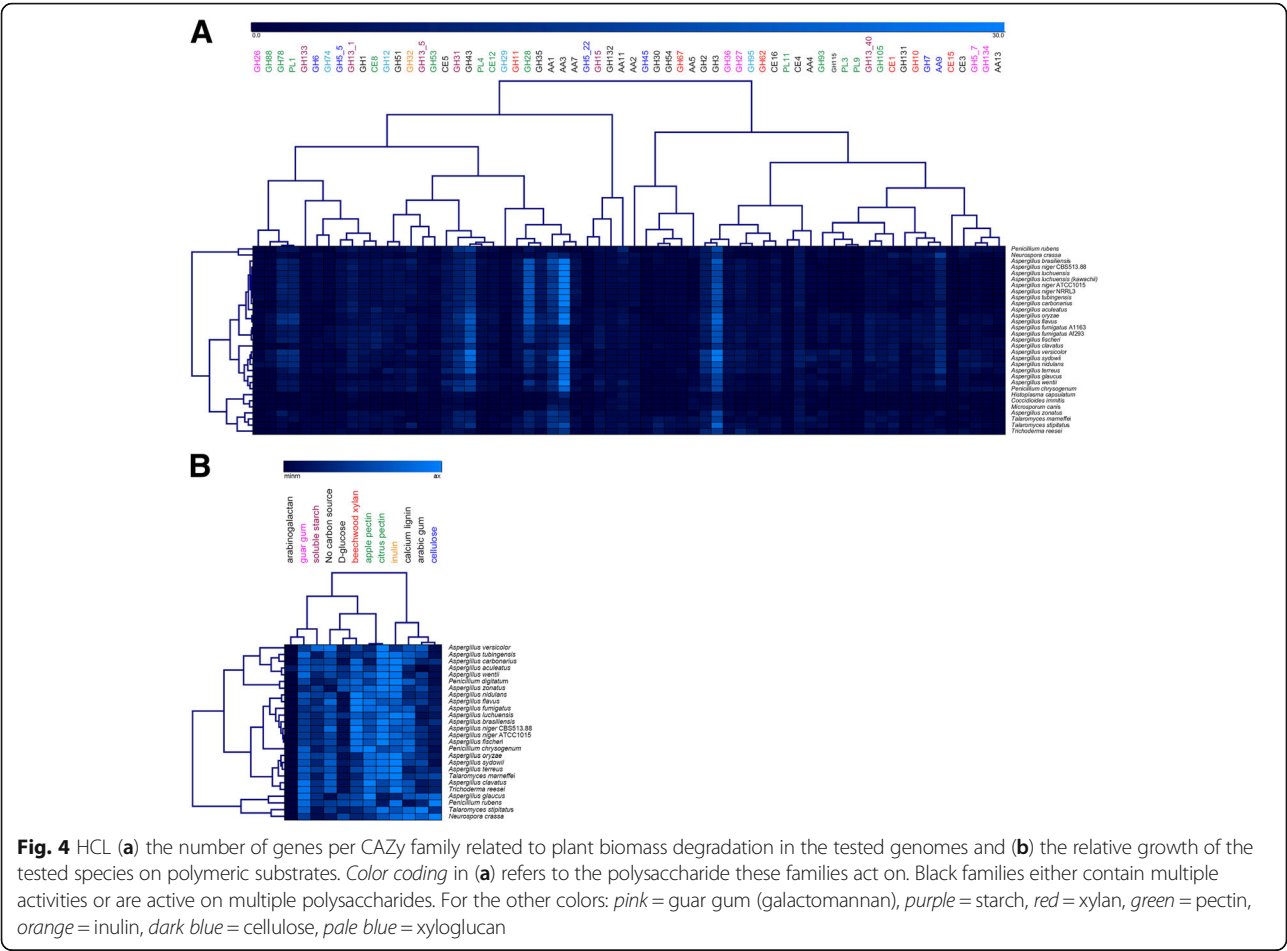 A
0.0
30.0
GH26
GH88
GH78
PL1
GH133
GH6
GH74
GH5_5
GH13_1
GH1
CE8
GH12
GH51
GH32
GH13_5
GH53
CE5
GH31
GH43
PL4
CE12
GH29
GH11
GH28
GH35
AA1
AA3
AA7
GH5_22
GH15
GH132
AA11
AA2
GH45
GH30
GH54
GH67
AA5
GH2
GH3
GH36
GH27
GH95
GH62
CE16
PL11
CE4
AA4
GH93
GH115
PL3
PL9
GH13_40
GH105
CE1
GH131
GH10
GH7
AA9
CE15
CE3
GH5_7
GH134
AA13
Penicillium rubens
Neurospora crassa
Aspergillus brasiliensis
Aspergillus niger CBS513.88
Aspergillus luchuensis
Aspergillus luchuensis (kawachii)
Aspergillus niger ATCC1015
Aspergillus niger NRRL3
Aspergillus tubingensis
Aspergillus carbonarius
Aspergillus aculeatus
Aspergillus oryzae
Aspergillus flavus
Aspergillus fumigatus A1163
Aspergillus fumigatus Af293
Aspergillus fischeri
Aspergillus clavatus
Aspergillus versicolor
Aspergillus sydowii
Aspergillus nidulans
Aspergillus terreus
Aspergillus glaucus
Aspergillus wentii
Penicillium chrysogenum
Histoplasma capsulatum
Coccidioides immitis
Microsporum canis
Aspergillus zonatus
Talaromyces marneffei
Talaromyces stipitatus
Trichoderma reesei
B
minm
ax
arabinogalactan
guar gum
soluble starch
No carbon source
D-glucose
beechwood xylan
apple pectin
citrus pectin
inulin
calcium lignin
arabic gum
cellulose
Aspergillus versicolor
Aspergillus tubingensis
Aspergillus carbonarius
Aspergillus aculeatus
Aspergillus wentii
Penicillium digitatum
Aspergillus zonatus
Aspergillus nidulans
Aspergillus flavus
Aspergillus fumigatus
Aspergillus luchuensis
Aspergillus brasiliensis
Aspergillus niger CBS513.88
Aspergillus niger ATCC1015
Aspergillus fischeri
Penicillium chrysogenum
Aspergillus oryzae
Aspergillus sydowii
Aspergillus terreus
Talaromyces marneffei
Aspergillus clavatus
Trichoderma reesei
Aspergillus glaucus
Penicillium rubens
Talaromyces stipitatus
Neurospora crassa
Fig. 4 HCL (a) the number of genes per CAZy family related to plant biomass degradation in the tested genomes and (b) the relative growth of the
tested species on polymeric substrates. Color coding in (a) refers to the polysaccharide these families act on. Black families either contain multiple
activities or are active on multiple polysaccharides. For the other colors: pink = guar gum (galactomannan), purple = starch, red = xylan, green = pectin,
orange = inulin, dark blue = cellulose, pale blue = xyloglucan